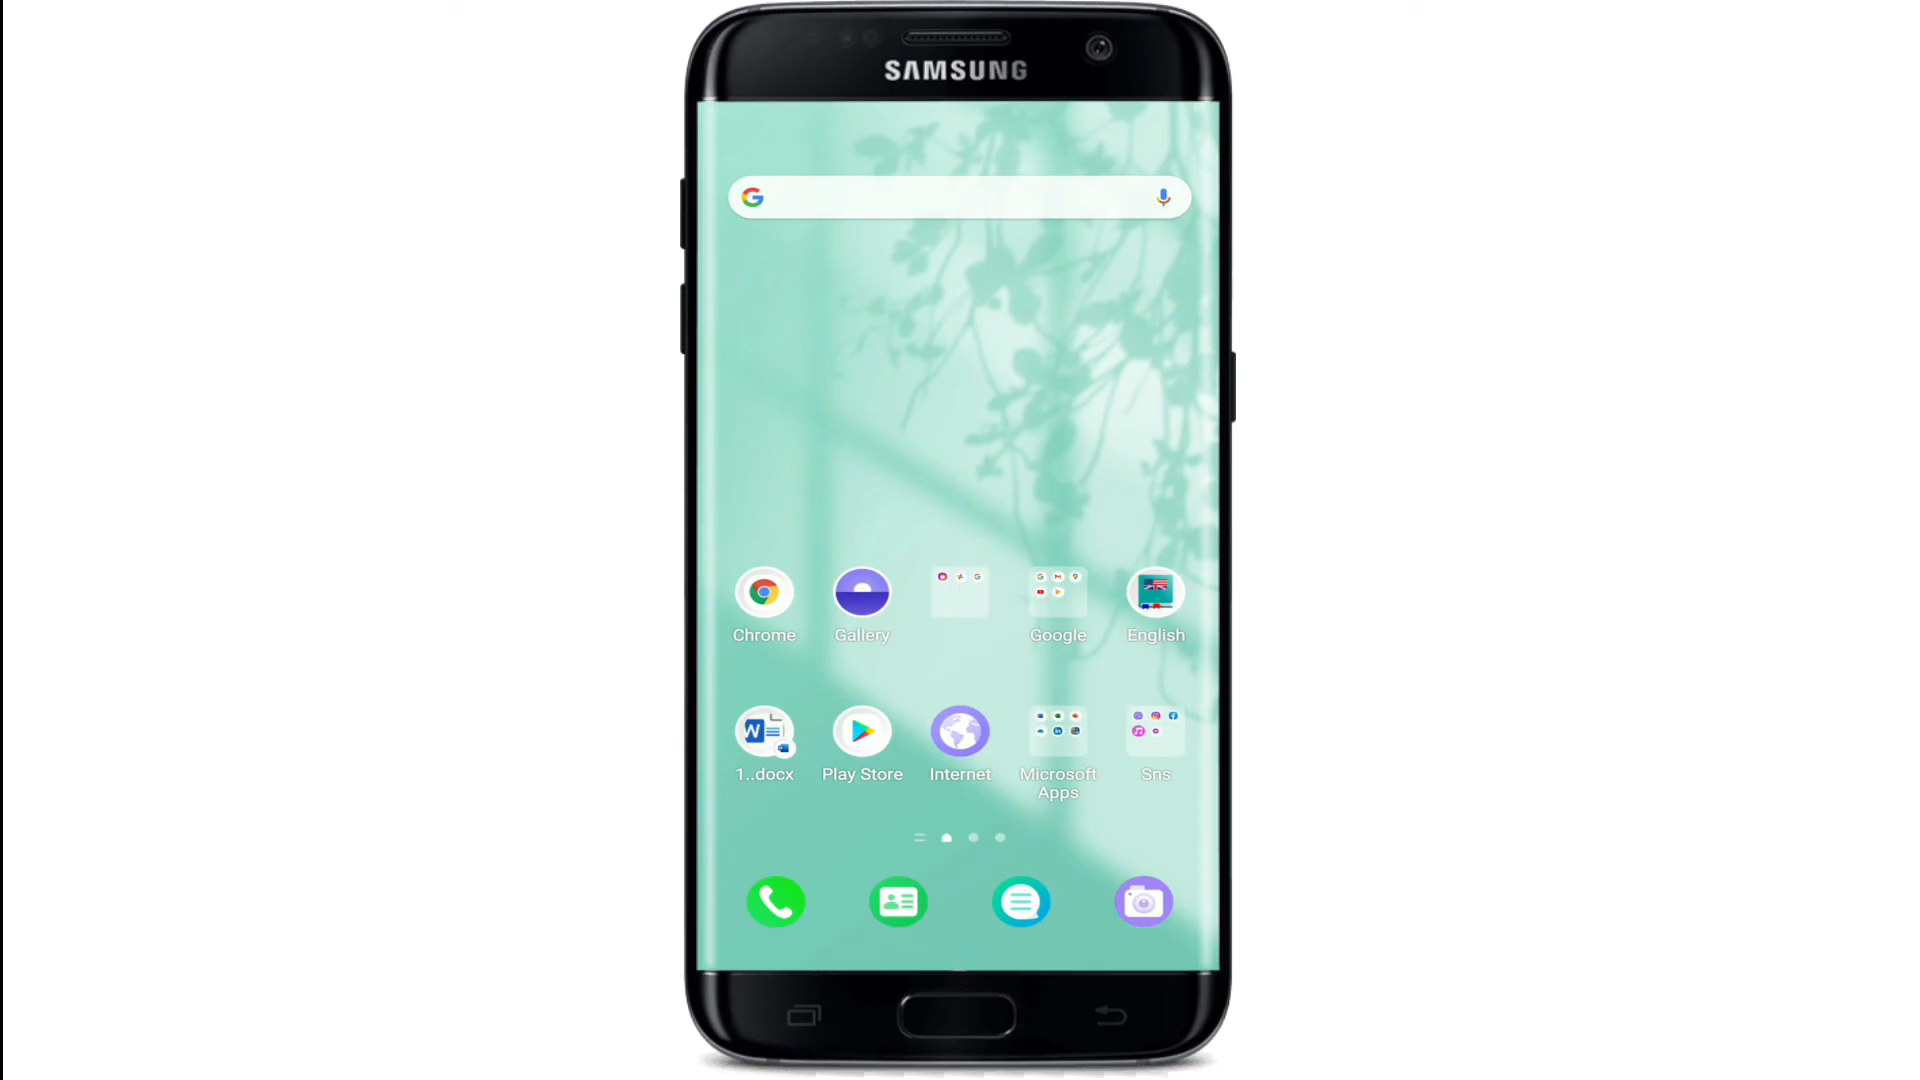 SAMSUNG
Chrome
Gallery
Google
English
1..docx
Play Store
Internet
Microsoft
Apps
Sns